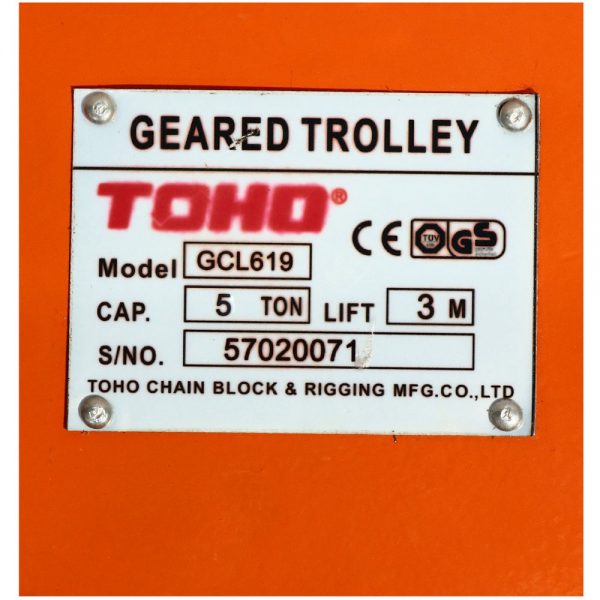 GEARED TROLLEY
TOHO®
CE TÜV GS
Model GCL619
CAP. 5 TON LIFT 3 M
S/NO. 57020071
TOHO CHAIN BLOCK & RIGGING MFG.CO.,LTD